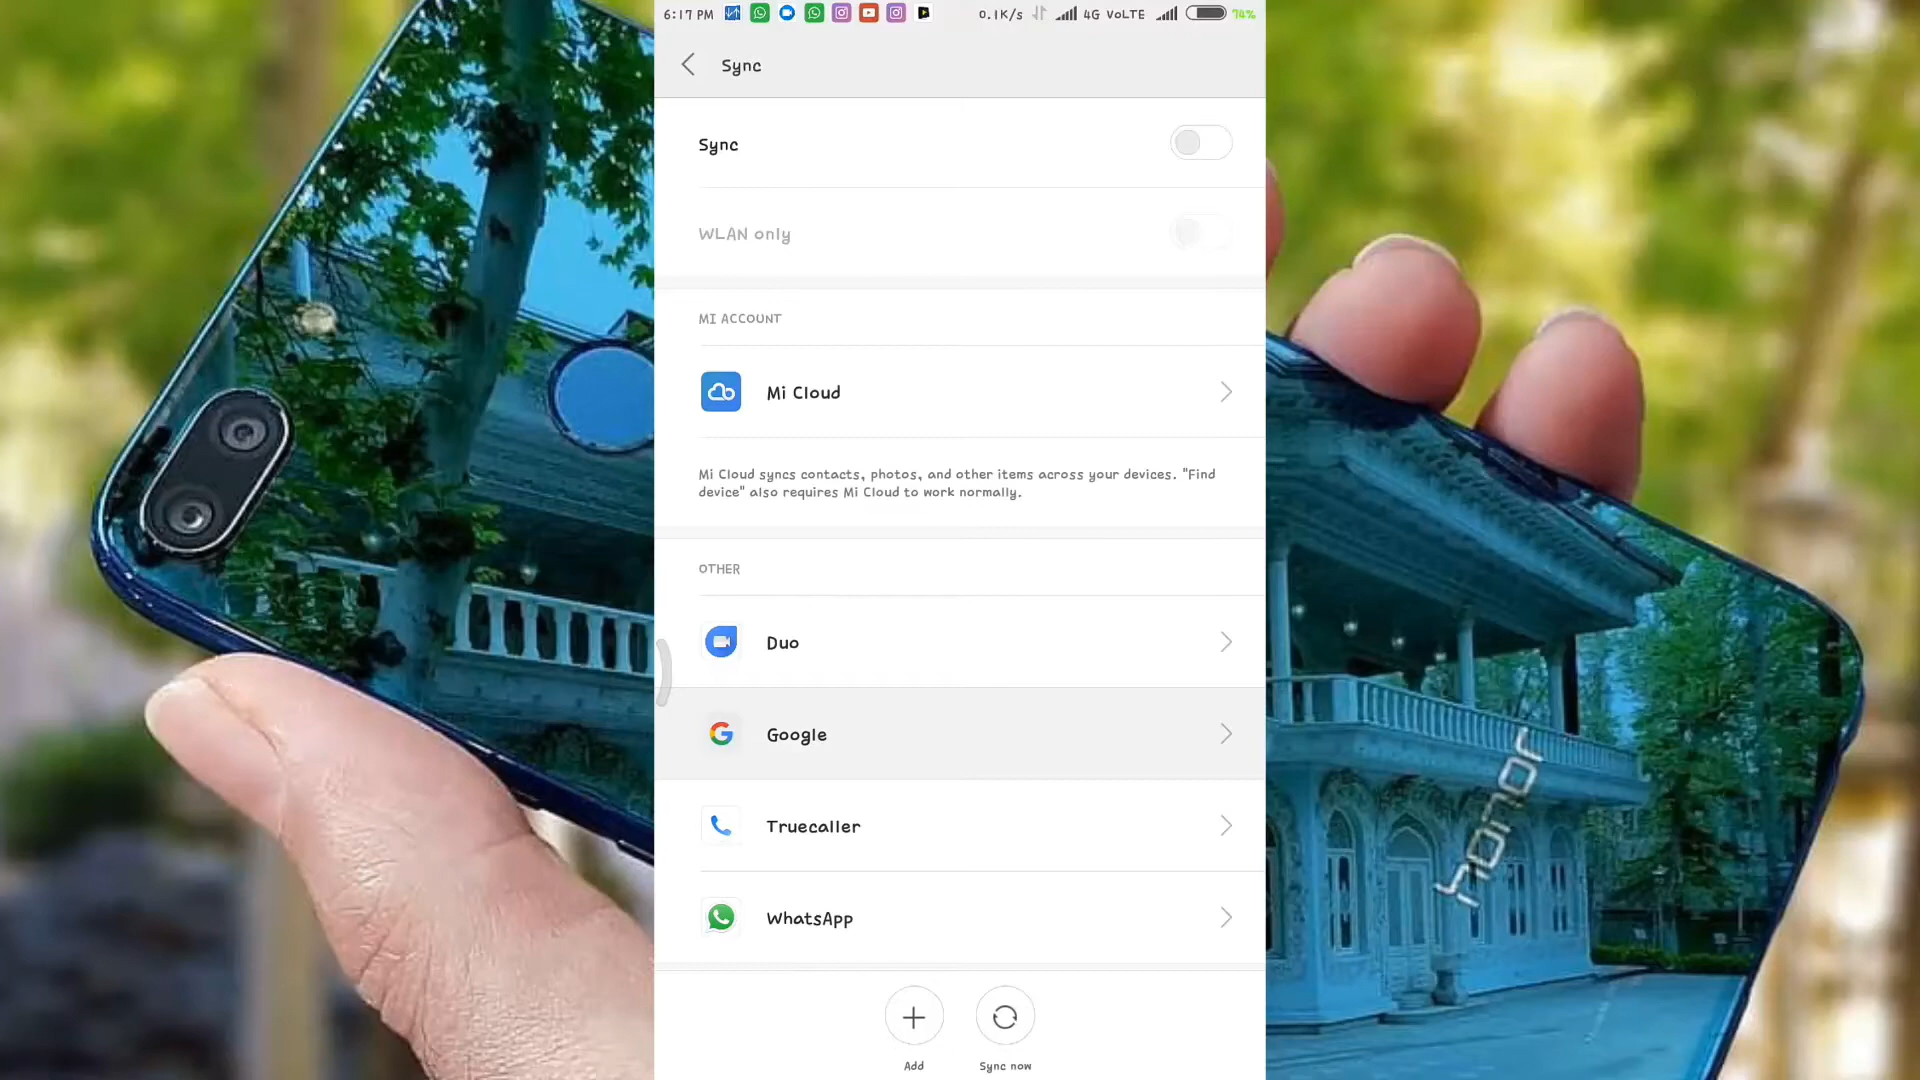 6:17 PM
0.1K/s
4G VoLTE
74%
Sync
Sync
WLAN only
MI ACCOUNT
Mi Cloud
Mi Cloud syncs contacts, photos, and other items across your devices. "Find
device" also requires Mi Cloud to work normally.
OTHER
Duo
Google
Truecaller
WhatsApp
Add
Sync now
honor